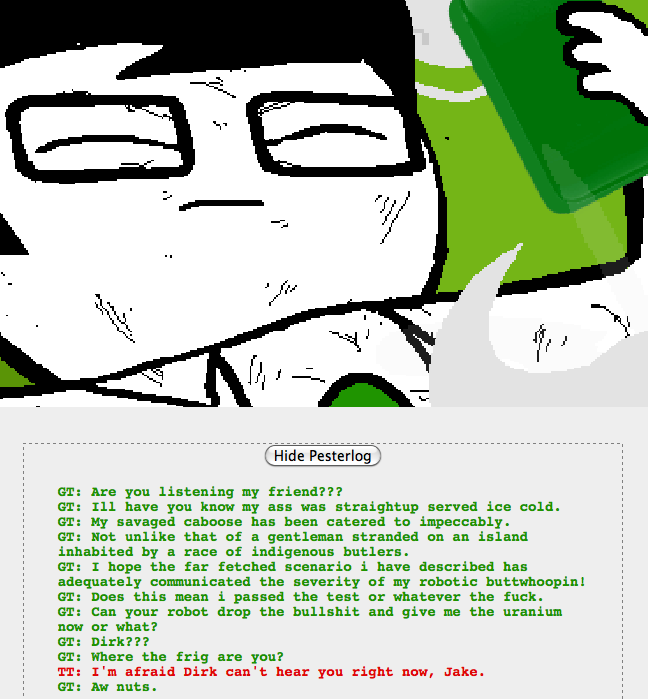 Hide Pesterlog
GT: Are you listening my friend???
GT: Ill have you know my ass was straightup served ice cold.
GT: My savaged caboose has been catered to impeccably.
GT: Not unlike that of a gentleman stranded on an island
inhabited by a race of indigenous butlers.
GT: I hope the far fetched scenario i have described has
adequately communicated the severity of my robotic buttwhoopin!
GT: Does this mean i passed the test or whatever the fuck.
GT: Can your robot drop the bullshit and give me the uranium
now or what?
GT: Dirk???
GT: Where the frig are you?
TT: I'm afraid Dirk can't hear you right now, Jake.
GT: Aw nuts.